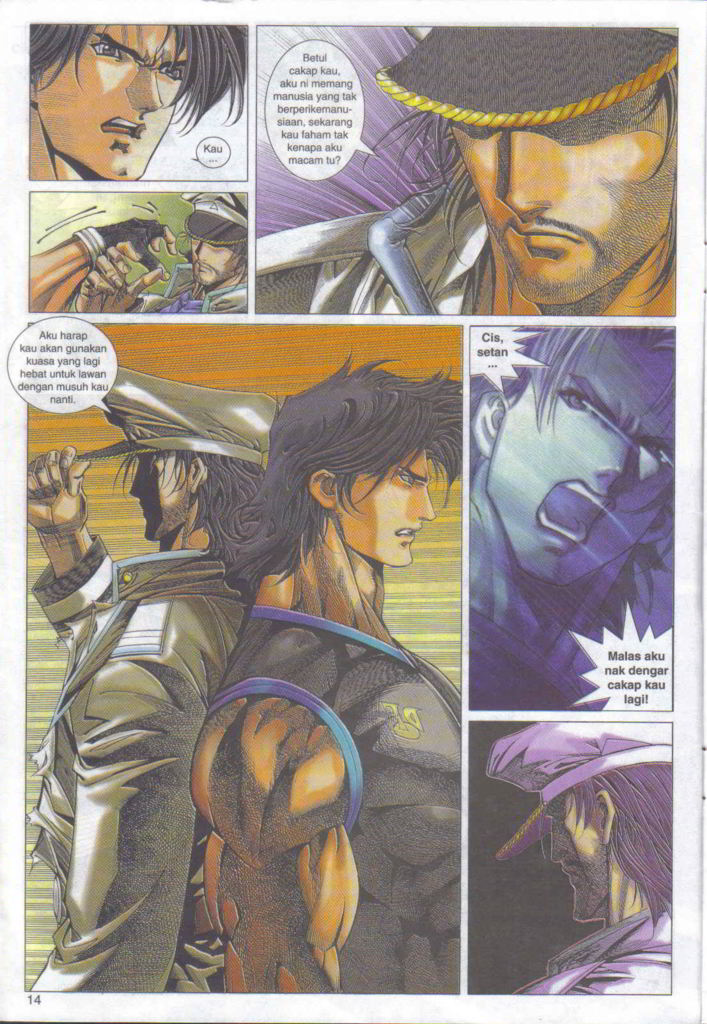 Kau
...
Betul
cakap kau,
aku ni memang
manusia yang tak
berperikemanu-
siaan, sekarang
kau faham tak
kenapa aku
macam tu?
Aku harap
kau akan gunakan
kuasa yang lagi
hebat untuk lawan
dengan musuh kau
nanti.
Cis,
setan
...
Malas aku
nak dengar
cakap kau
lagi!
14